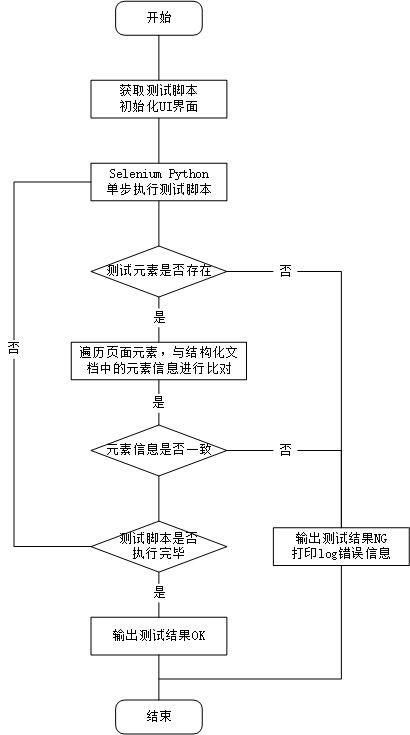 开始
获取测试脚本
初始化UI界面
Selenium Python
单步执行测试脚本
测试元素是否存在
否
是
遍历页面元素，与结构化文
档中的元素信息进行比对
是
否
元素信息是否一致
否
测试脚本是否
执行完毕
输出测试结果NG
打印log错误信息
是
输出测试结果OK
结束